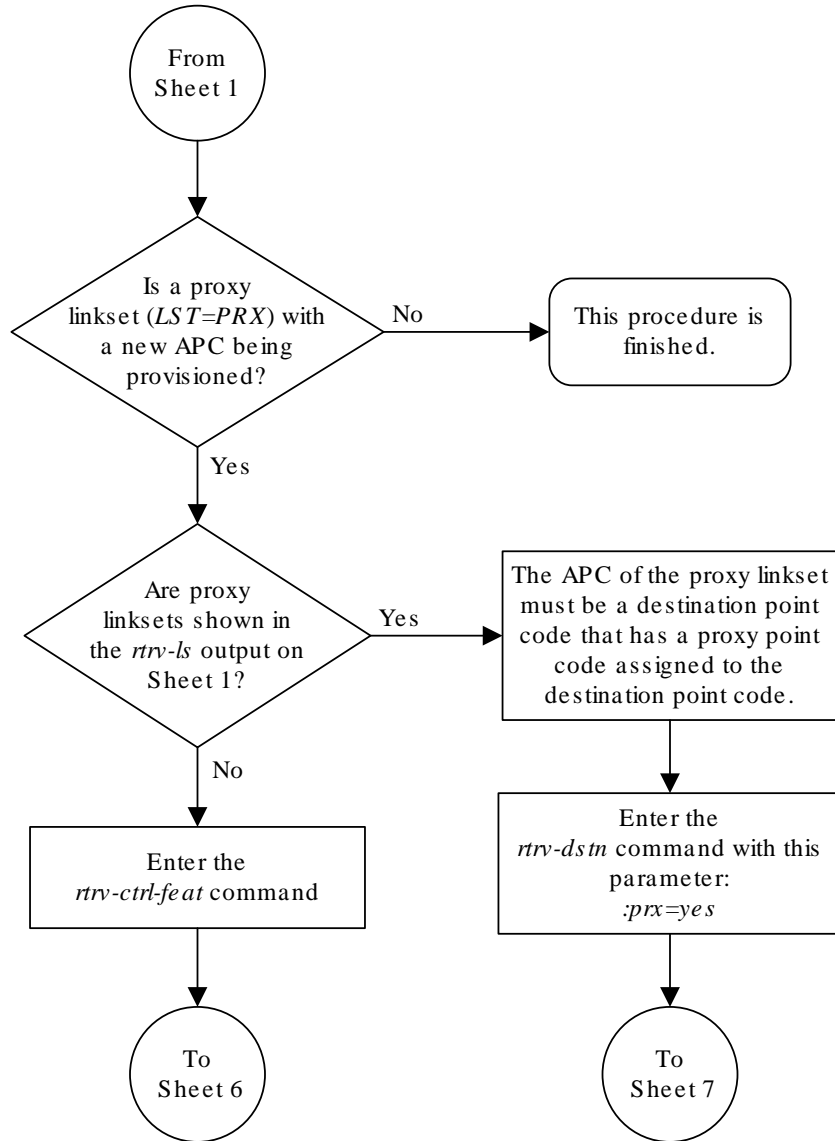 From
Sheet 1
Is a proxy
linkset (LST=PRX) with
a new APC being
provisioned?
No
This procedure is
finished.
Yes
Are proxy
linksets shown in
the rtrv-ls output on
Sheet 1?
Yes
The APC of the proxy linkset
must be a destination point
code that has a proxy point
code assigned to the
destination point code.
No
Enter the
rtrv-ctrl-feat command
Enter the
rtrv-dstn command with this
parameter:
:prx=yes
To
Sheet 6
To
Sheet 7